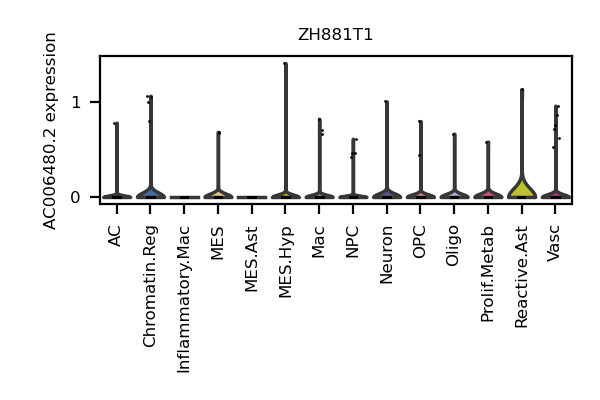 ZH881T1
AC006480.2 expression
1
0
AC
Chromatin.Reg
Inflammatory.Mac
MES
MES.Ast
MES.Hyp
Mac
NPC
Neuron
OPC
Oligo
Prolif.Metab
Reactive.Ast
Vasc